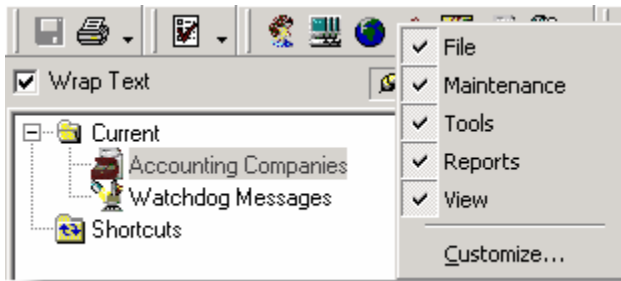 File
Wrap Text
Maintenance
Current
Tools
Accounting Companies
Reports
Watchdog Messages
View
Shortcuts
Customize...